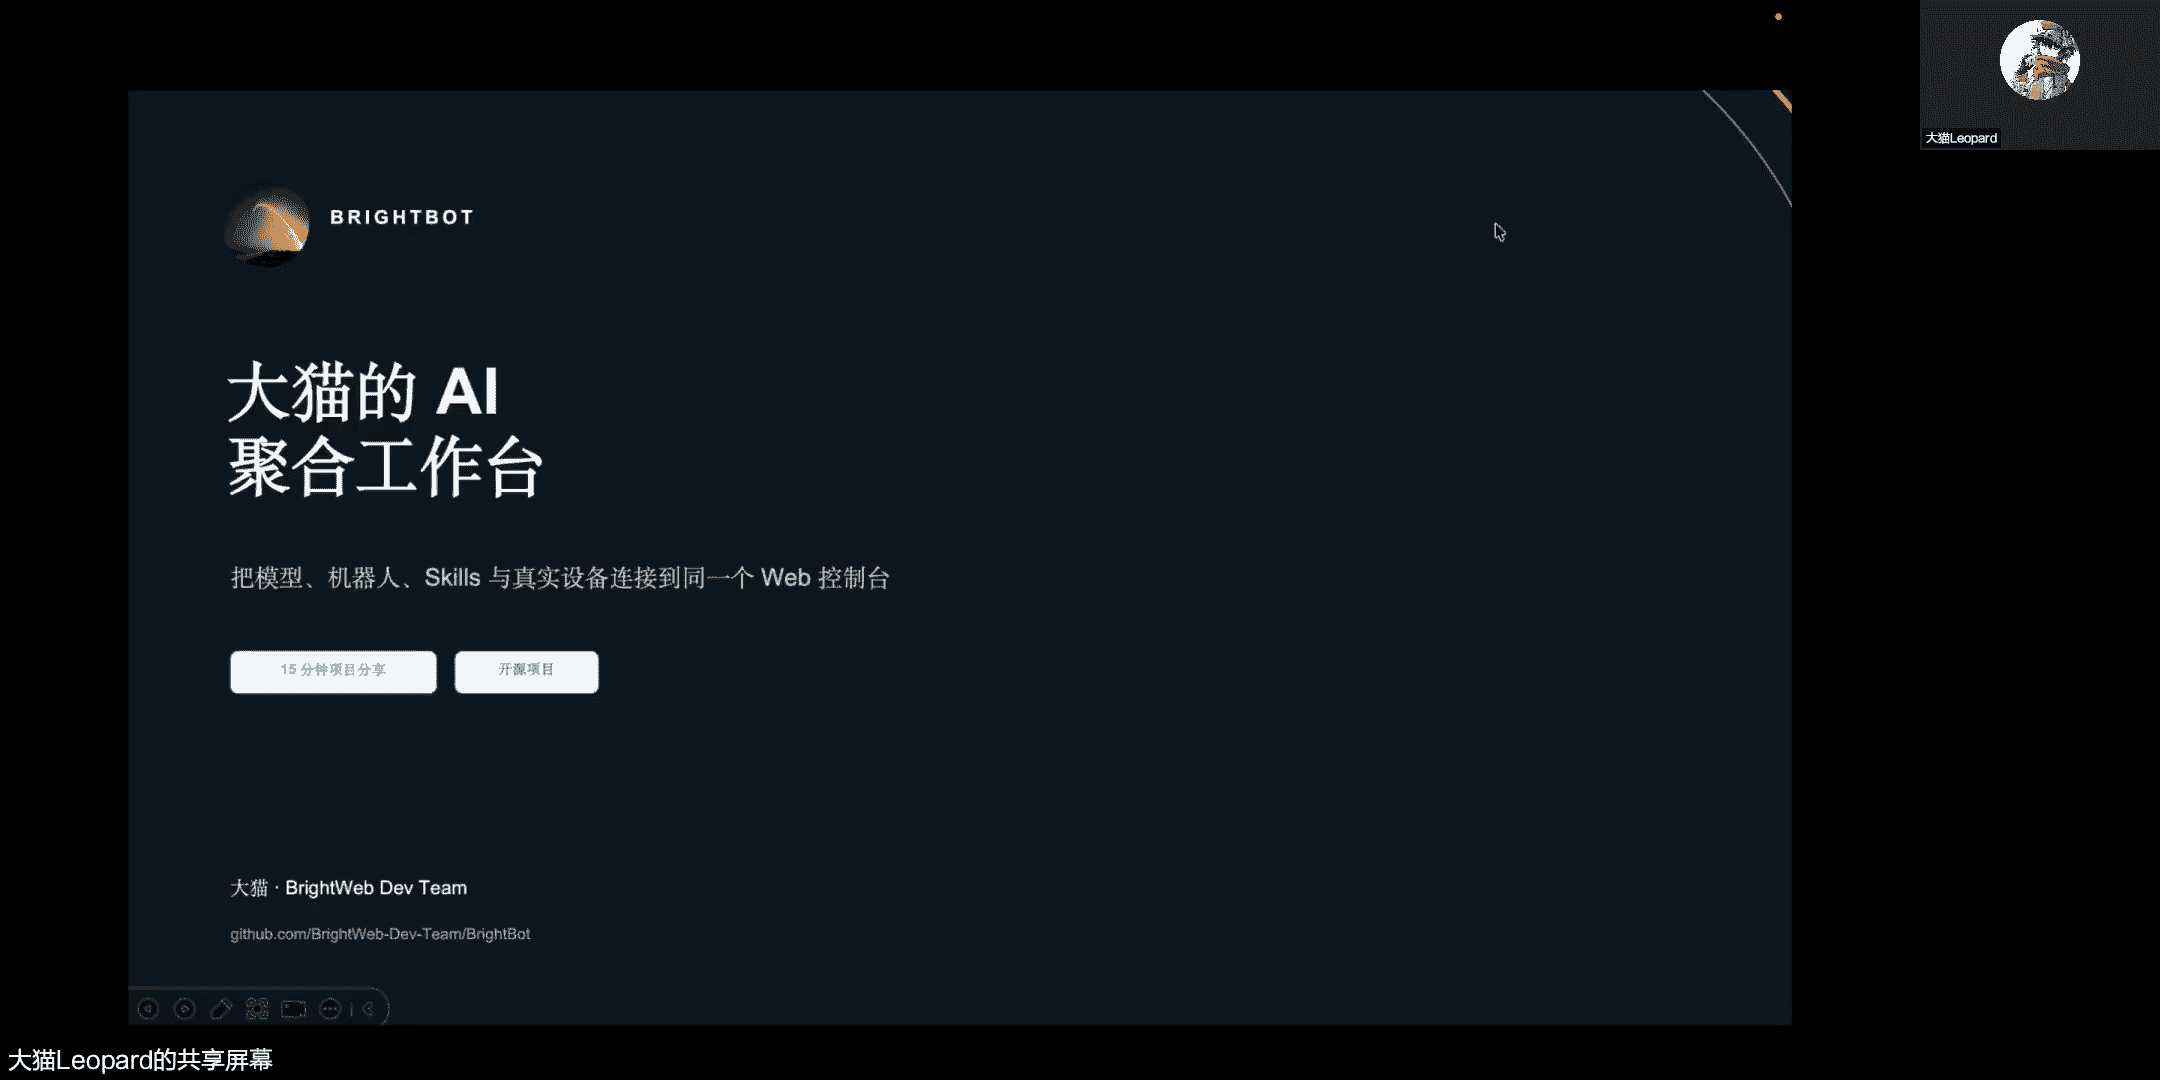 大猫Leopard
BRIGHTBOT
大猫的 AI
聚合工作台
把模型、机器人、Skills 与真实设备连接到同一个 Web 控制台
15 分钟项目分享
开源项目
大猫 · BrightWeb Dev Team
github.com/BrightWeb-Dev-Team/BrightBot
大猫Leopard的共享屏幕